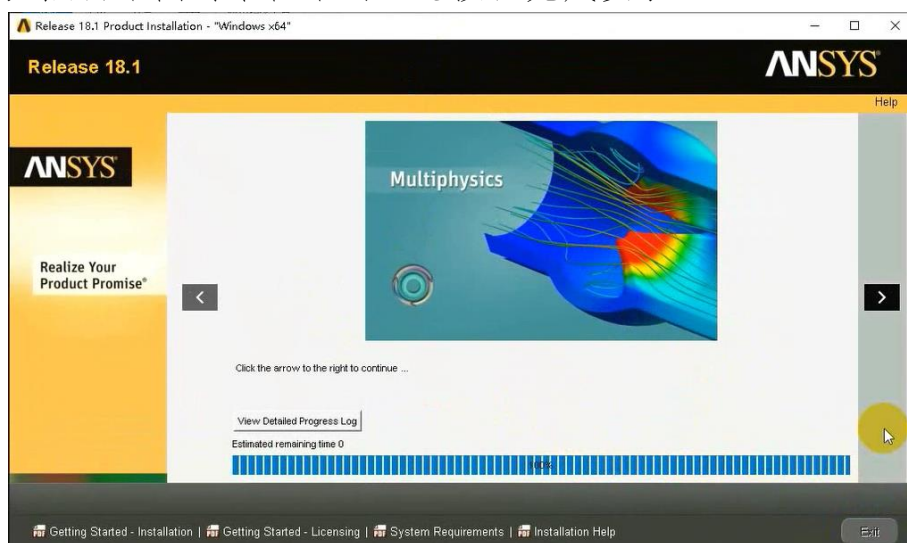 Release 18.1 Product Installation - "Windows x64"
Release 18.1
ANSYS
Help
ANSYS
Multiphysics
Realize Your
Product Promise®
Click the arrow to the right to continue ...
View Detailed Progress Log
Estimated remaining time 0
100%
Getting Started - Installation | Getting Started - Licensing | System Requirements | Installation Help
Exit